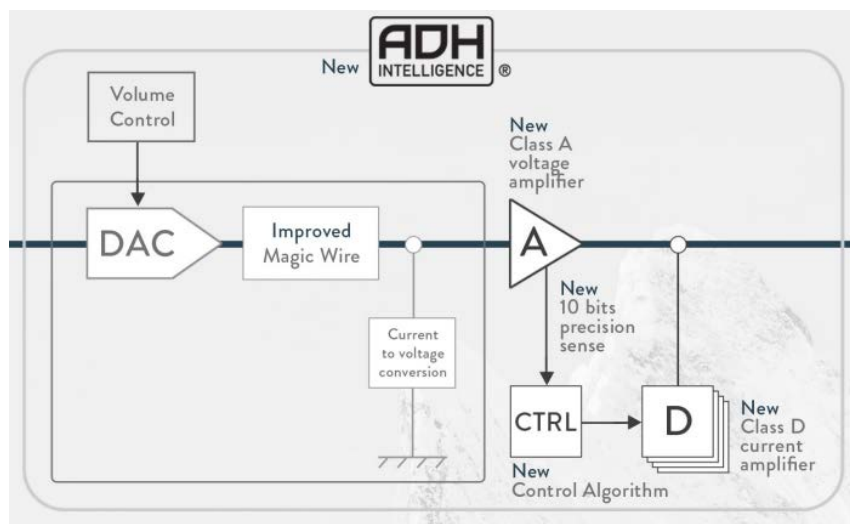 New
ADH
INTELLIGENCE ®
Volume
Control
New
Class A
voltage
amplifier
DAC
Improved
Magic Wire
A
New
10 bits
precision
sense
Current
to voltage
conversion
CTRL
D
New
Class D
current
amplifier
New
Control Algorithm